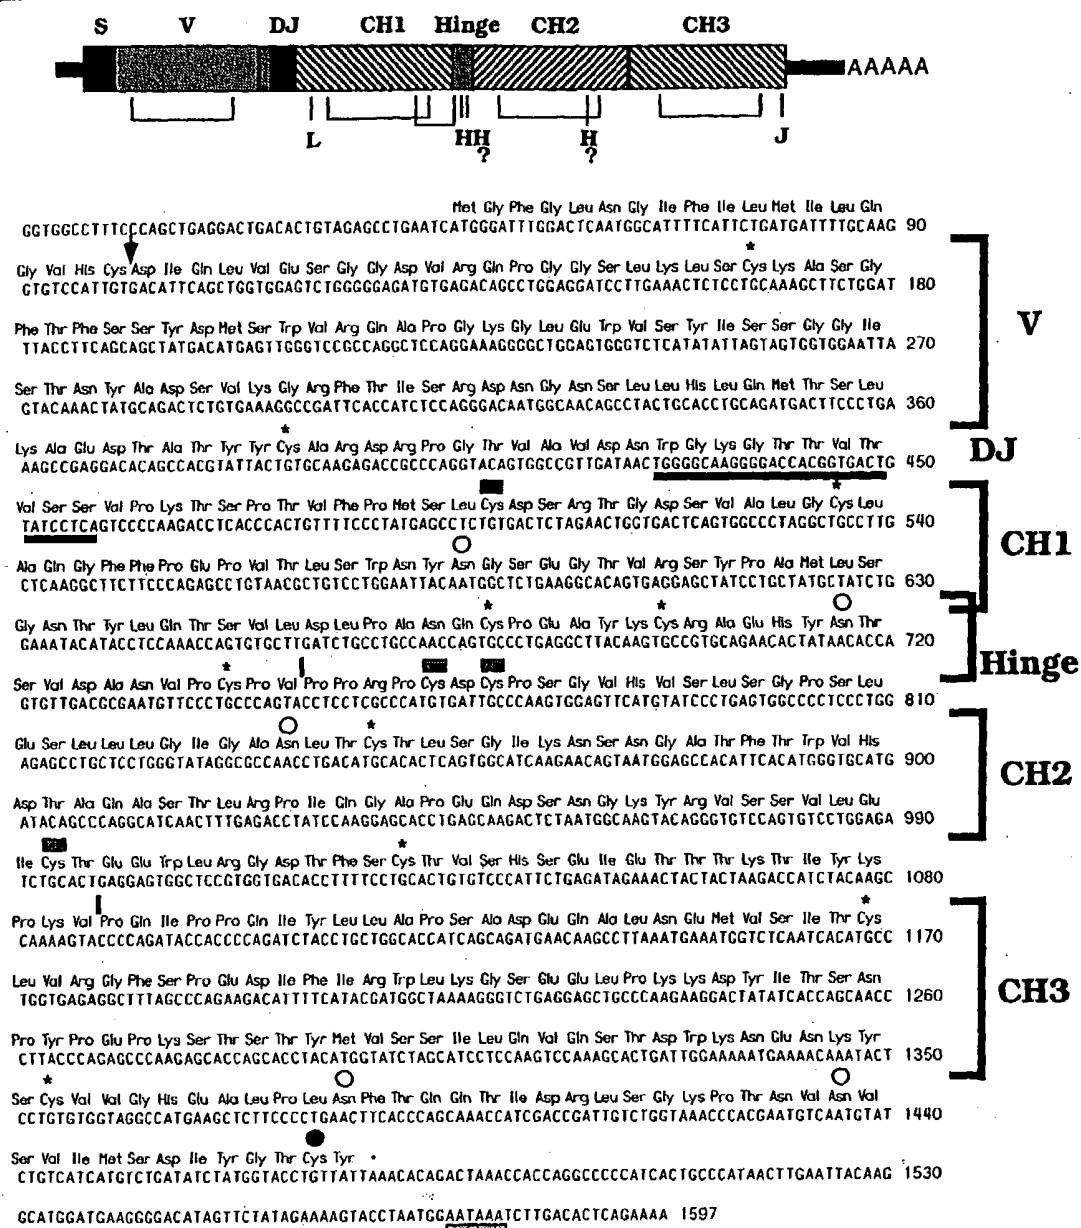 S V DJ CH1 Hinge CH2 CH3
AAAAA
L HH H J
? ?
Met Gly Phe Gly Leu Asn Gly Ile Phe Ile Leu Met Ile Leu Gln
GGTGGCCTTTCCCAGCTGAGGACTGACACTGTAGAGCCTGAATCATGGGATTTGGACTCAATGGCATTTTCATTCTGATGATTTTGCAAG 90
*
Gly Val His Cys Asp Ile Gln Leu Val Glu Ser Gly Gly Asp Val Arg Gln Pro Gly Gly Ser Leu Lys Leu Ser Cys Lys Ala Ser Gly
GTGTCCATTGTGACATTCAGCTGGTGGAGTCTGGGGGAGATGTGAGACAGCCTGGAGGATCCTTGAAACTCTCCTGCAAAGCTTCTGGAT 180
V
Phe Thr Phe Ser Ser Tyr Asp Met Ser Trp Val Arg Gln Ala Pro Gly Lys Gly Leu Glu Trp Val Ser Tyr Ile Ser Ser Gly Gly Ile
TTACCTTCAGCAGCTATGACATGAGTTGGGTCCGCCAGGCTCCAGGAAAGGGGCTGGAGTGGGTCTCATATATTAGTAGTGGTGGAATTA 270
Ser Thr Asn Tyr Ala Asp Ser Val Lys Gly Arg Phe Thr Ile Ser Arg Asp Asn Gly Asn Ser Leu Leu His Leu Gln Met Thr Ser Leu
GTACAAACTATGCAGACTCTGTGAAAGGCCGATTCACCATCTCCAGGGACAATGGCAACAGCCTACTGCACCTGCAGATGACTTCCCTGA 360
*
Lys Ala Glu Asp Thr Ala Thr Tyr Tyr Cys Ala Arg Asp Arg Pro Gly Thr Val Ala Val Asp Asn Trp Gly Lys Gly Thr Thr Val Thr
DJ
AAGCCGAGGACACAGCCACGTATTACTGTGCAAGAGACCGCCCAGGTACAGTGGCCGTTGATAACTGGGGCAAGGGGACCACGGTGACTG 450
*
Val Ser Ser Val Pro Lys Thr Ser Pro Thr Val Phe Pro Met Ser Leu Cys Asp Ser Arg Thr Gly Asp Ser Val Ala Leu Gly Cys Leu
TATCCTCAGTCCCCAAGACCTCACCCACTGTTTTCCCTATGAGCCTCTGTGACTCTAGAACTGGTGACTCAGTGGCCCTAGGCTGCCTTG 540
CH1
Ala Gln Gly Phe Phe Pro Glu Pro Val Thr Leu Ser Trp Asn Tyr Asn Gly Ser Glu Gly Thr Val Arg Ser Tyr Pro Ala Met Leu Ser
CTCAAGGCTTCTTCCCAGAGCCTGTAACGCTGTCCTGGAATTACAATGGCTCTGAAGGCACAGTGAGGAGCTATCCTGCTATGCTATCTG 630
* *
Gly Asn Thr Tyr Leu Gln Thr Ser Val Leu Asp Leu Pro Ala Asn Gln Cys Pro Glu Ala Tyr Lys Cys Arg Ala Glu His Tyr Asn Thr
GAAATACATACCTCCAAACCAGTGTGCTTGATCTGCCTGCCAACCAGTGCCCTGAGGCTTACAAGTGCCGTGCAGAACACTATAACACCA 720
Hinge
*
Ser Val Asp Ala Asn Val Pro Cys Pro Val Pro Pro Arg Pro Cys Asp Cys Pro Ser Gly Val His Val Ser Leu Ser Gly Pro Ser Leu
GTGTTGACGCGAATGTTCCCTGCCCAGTACCTCCTCGCCCATGTGATTGCCCAAGTGGAGTTCATGTATCCCTGAGTGGCCCCTCCCTGG 810
*
Glu Ser Leu Leu Leu Gly Ile Gly Ala Asn Leu Thr Cys Thr Leu Ser Gly Ile Lys Asn Ser Asn Gly Ala Thr Phe Thr Trp Val His
AGAGCCTGCTCCTGGGTATAGGCGCCAACCTGACATGCACACTCAGTGGCATCAAGAACAGTAATGGAGCCACATTCACATGGGTGCATG 900
CH2
Asp Thr Ala Gln Ala Ser Thr Leu Arg Pro Ile Gln Gly Ala Pro Glu Gln Asp Ser Asn Gly Lys Tyr Arg Val Ser Ser Val Leu Glu
ATACAGCCCAGGCATCAACTTTGAGACCTATCCAAGGAGCACCTGAGCAAGACTCTAATGGCAAGTACAGGGTGTCCAGTGTCCTGGAGA 990
*
Ile Cys Thr Glu Glu Trp Leu Arg Gly Asp Thr Phe Ser Cys Thr Val Ser His Ser Glu Ile Glu Thr Thr Thr Lys Thr Ile Tyr Lys
TCTGCACTGAGGAGTGGCTCCGTGGTGACACCTTTTCCTGCACTGTGTCCCATTCTGAGATAGAAACTACTACTAAGACCATCTACAAGC 1080
*
Pro Lys Val Pro Gln Ile Pro Pro Gln Ile Tyr Leu Leu Ala Pro Ser Ala Asp Glu Gln Ala Leu Asn Glu Met Val Ser Ile Thr Cys
CAAAAGTACCCCAGATACCACCCCAGATCTACCTGCTGGCACCATCAGCAGATGAACAAGCCTTAAATGAAATGGTCTCAATCACATGCC 1170
Leu Val Arg Gly Phe Ser Pro Glu Asp Ile Phe Ile Arg Trp Leu Lys Gly Ser Glu Glu Leu Pro Lys Lys Asp Tyr Ile Thr Ser Asn
CH3
TGGTGAGAGGCTTTAGCCCAGAAGACATTTTCATACGATGGCTAAAAGGGTCTGAGGAGCTGCCCAAGAAGGACTATATCACCAGCAACC 1260
Pro Tyr Pro Glu Pro Lys Ser Thr Ser Thr Tyr Met Val Ser Ser Ile Leu Gln Val Gln Ser Thr Asp Trp Lys Asn Glu Asn Lys Tyr
CTTACCCAGAGCCCAAGAGCACCAGCACCTACATGGTATCTAGCATCCTCCAAGTCCAAAGCACTGATTGGAAAAATGAAAACAAATACT 1350
*
Ser Cys Val Val Gly His Glu Ala Leu Pro Leu Asn Phe Thr Gln Gln Thr Ile Asp Arg Leu Ser Gly Lys Pro Thr Asn Val Asn Val
CCTGTGTGGTAGGCCATGAAGCTCTTCCCCTGAACTTCACCCAGCAAACCATCGACCGATTGTCTGGTAAACCCACGAATGTCAATGTAT 1440
Ser Val Ile Met Ser Asp Ile Tyr Gly Thr Cys Tyr
CTGTCATCATGTCTGATATCTATGGTACCTGTTATTAAACACAGACTAAACCACCAGGCCCCCATCACTGCCCATAACTTGAATTACAAG 1530
GCATGGATGAAGGGGACATAGTTCTATAGAAAAGTACCTAATGGAATAAATCTTGACACTCAGAAAA 1597